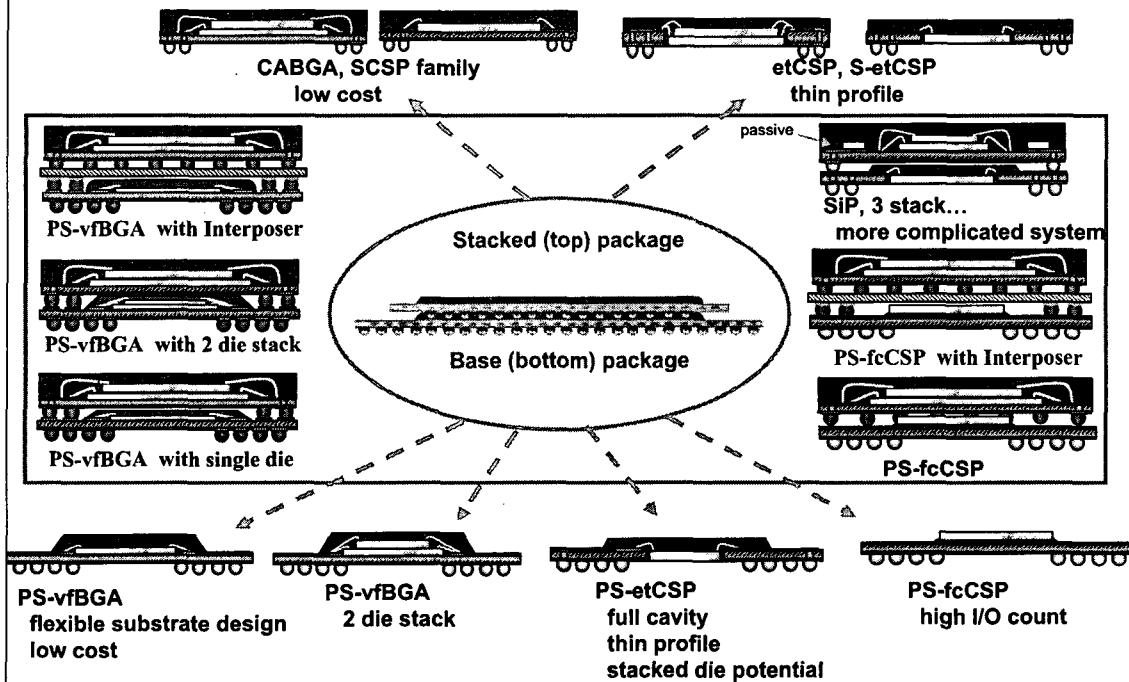 CABGA, SCSP family
low cost
etCSP, S-etCSP
thin profile
passive
PS-vfBGA with Interposer
SiP, 3 stack...
more complicated system
Stacked (top) package
PS-vfBGA with 2 die stack
Base (bottom) package
PS-fcCSP with Interposer
PS-vfBGA with single die
PS-fcCSP
PS-vfBGA
flexible substrate design
low cost
PS-vfBGA
2 die stack
PS-etCSP
full cavity
thin profile
stacked die potential
PS-fcCSP
high I/O count